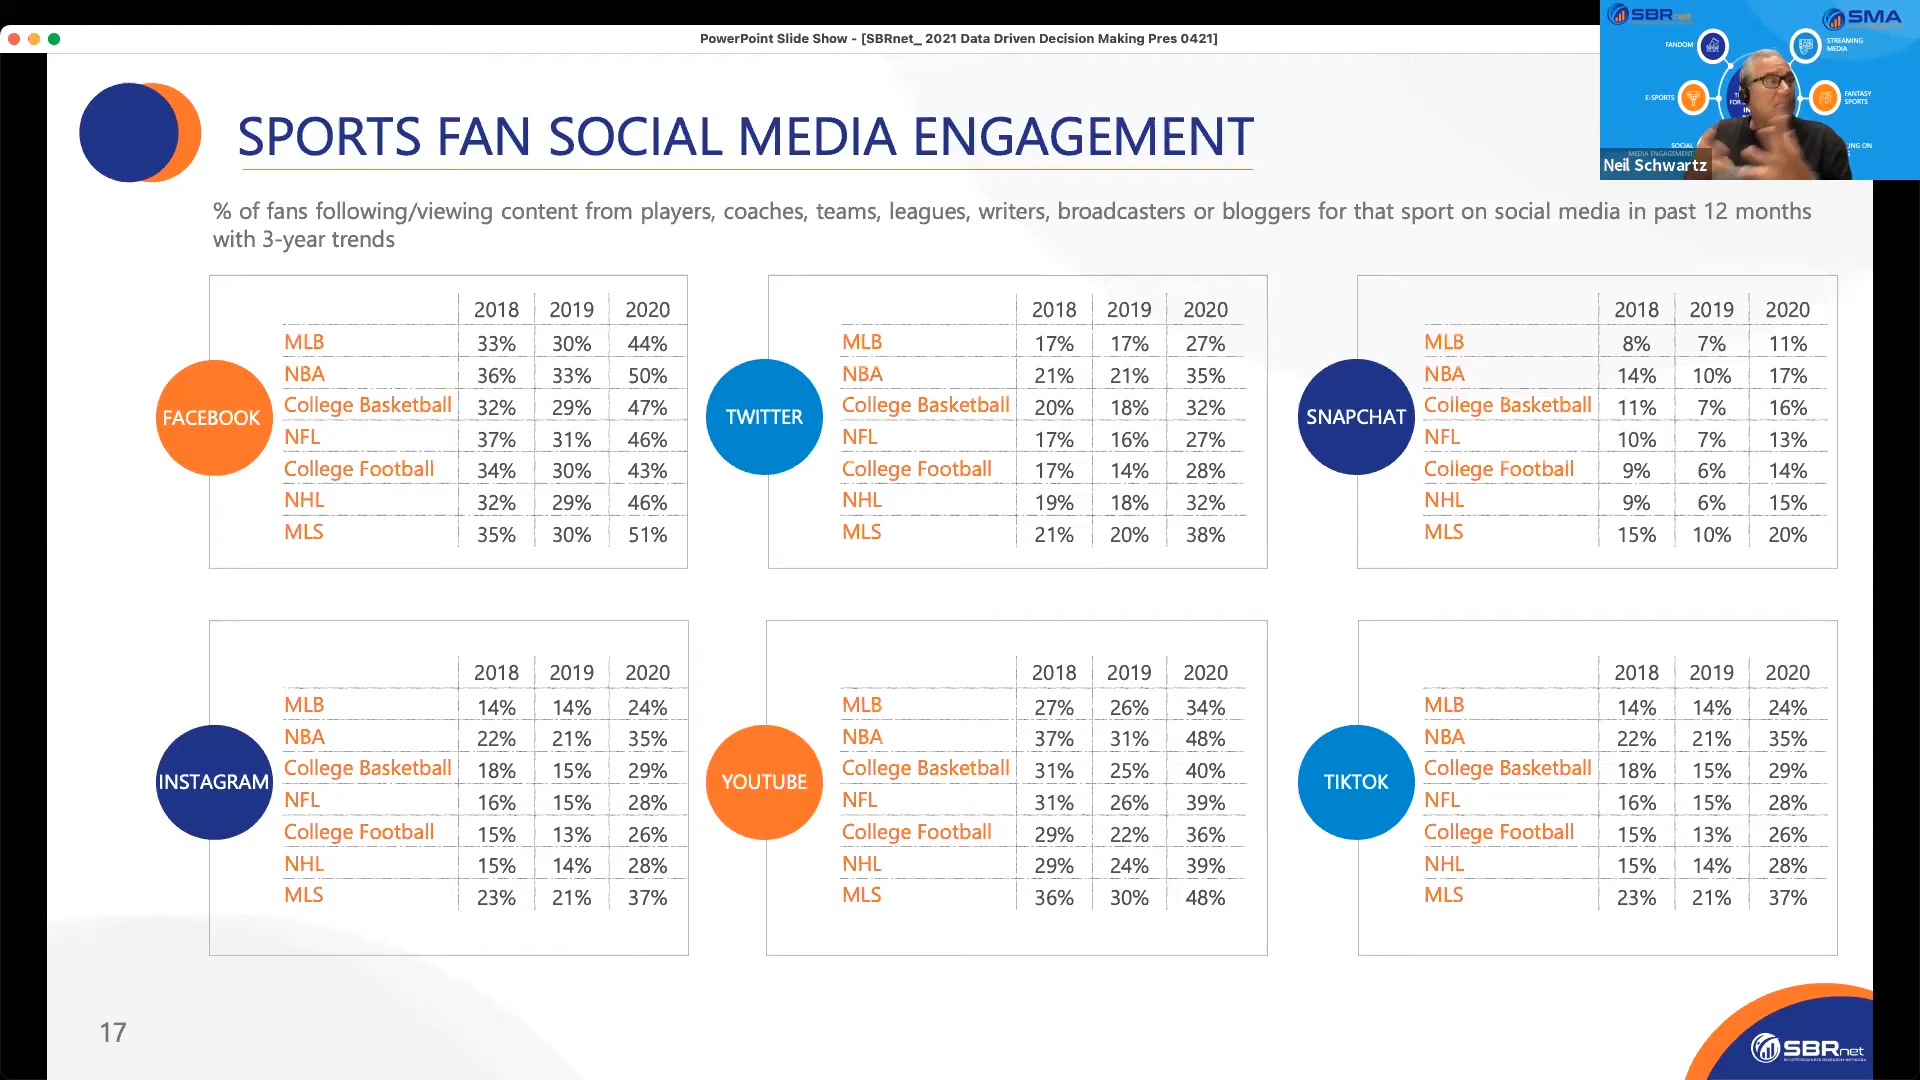 PowerPoint Slide Show - [SBRnet_ 2021 Data Driven Decision Making Pres 0421]
SBRnet
SMA
FANDOM
STREAMING
MEDIA
E-SPORTS
FANTASY
SPORTS
SOCIAL
MEDIA ENGAGEMENT
Neil Schwartz
SPORTS FAN SOCIAL MEDIA ENGAGEMENT
% of fans following/viewing content from players, coaches, teams, leagues, writers, broadcasters or bloggers for that sport on social media in past 12 months
with 3-year trends
FACEBOOK
2018 2019 2020
MLB 33% 30% 44%
NBA 36% 33% 50%
College Basketball 32% 29% 47%
NFL 37% 31% 46%
College Football 34% 30% 43%
NHL 32% 29% 46%
MLS 35% 30% 51%
TWITTER
2018 2019 2020
MLB 17% 17% 27%
NBA 21% 21% 35%
College Basketball 20% 18% 32%
NFL 17% 16% 27%
College Football 17% 14% 28%
NHL 19% 18% 32%
MLS 21% 20% 38%
SNAPCHAT
2018 2019 2020
MLB 8% 7% 11%
NBA 14% 10% 17%
College Basketball 11% 7% 16%
NFL 10% 7% 13%
College Football 9% 6% 14%
NHL 9% 6% 15%
MLS 15% 10% 20%
INSTAGRAM
2018 2019 2020
MLB 14% 14% 24%
NBA 22% 21% 35%
College Basketball 18% 15% 29%
NFL 16% 15% 28%
College Football 15% 13% 26%
NHL 15% 14% 28%
MLS 23% 21% 37%
YOUTUBE
2018 2019 2020
MLB 27% 26% 34%
NBA 37% 31% 48%
College Basketball 31% 25% 40%
NFL 31% 26% 39%
College Football 29% 22% 36%
NHL 29% 24% 39%
MLS 36% 30% 48%
TIKTOK
2018 2019 2020
MLB 14% 14% 24%
NBA 22% 21% 35%
College Basketball 18% 15% 29%
NFL 16% 15% 28%
College Football 15% 13% 26%
NHL 15% 14% 28%
MLS 23% 21% 37%
17
SBRnet